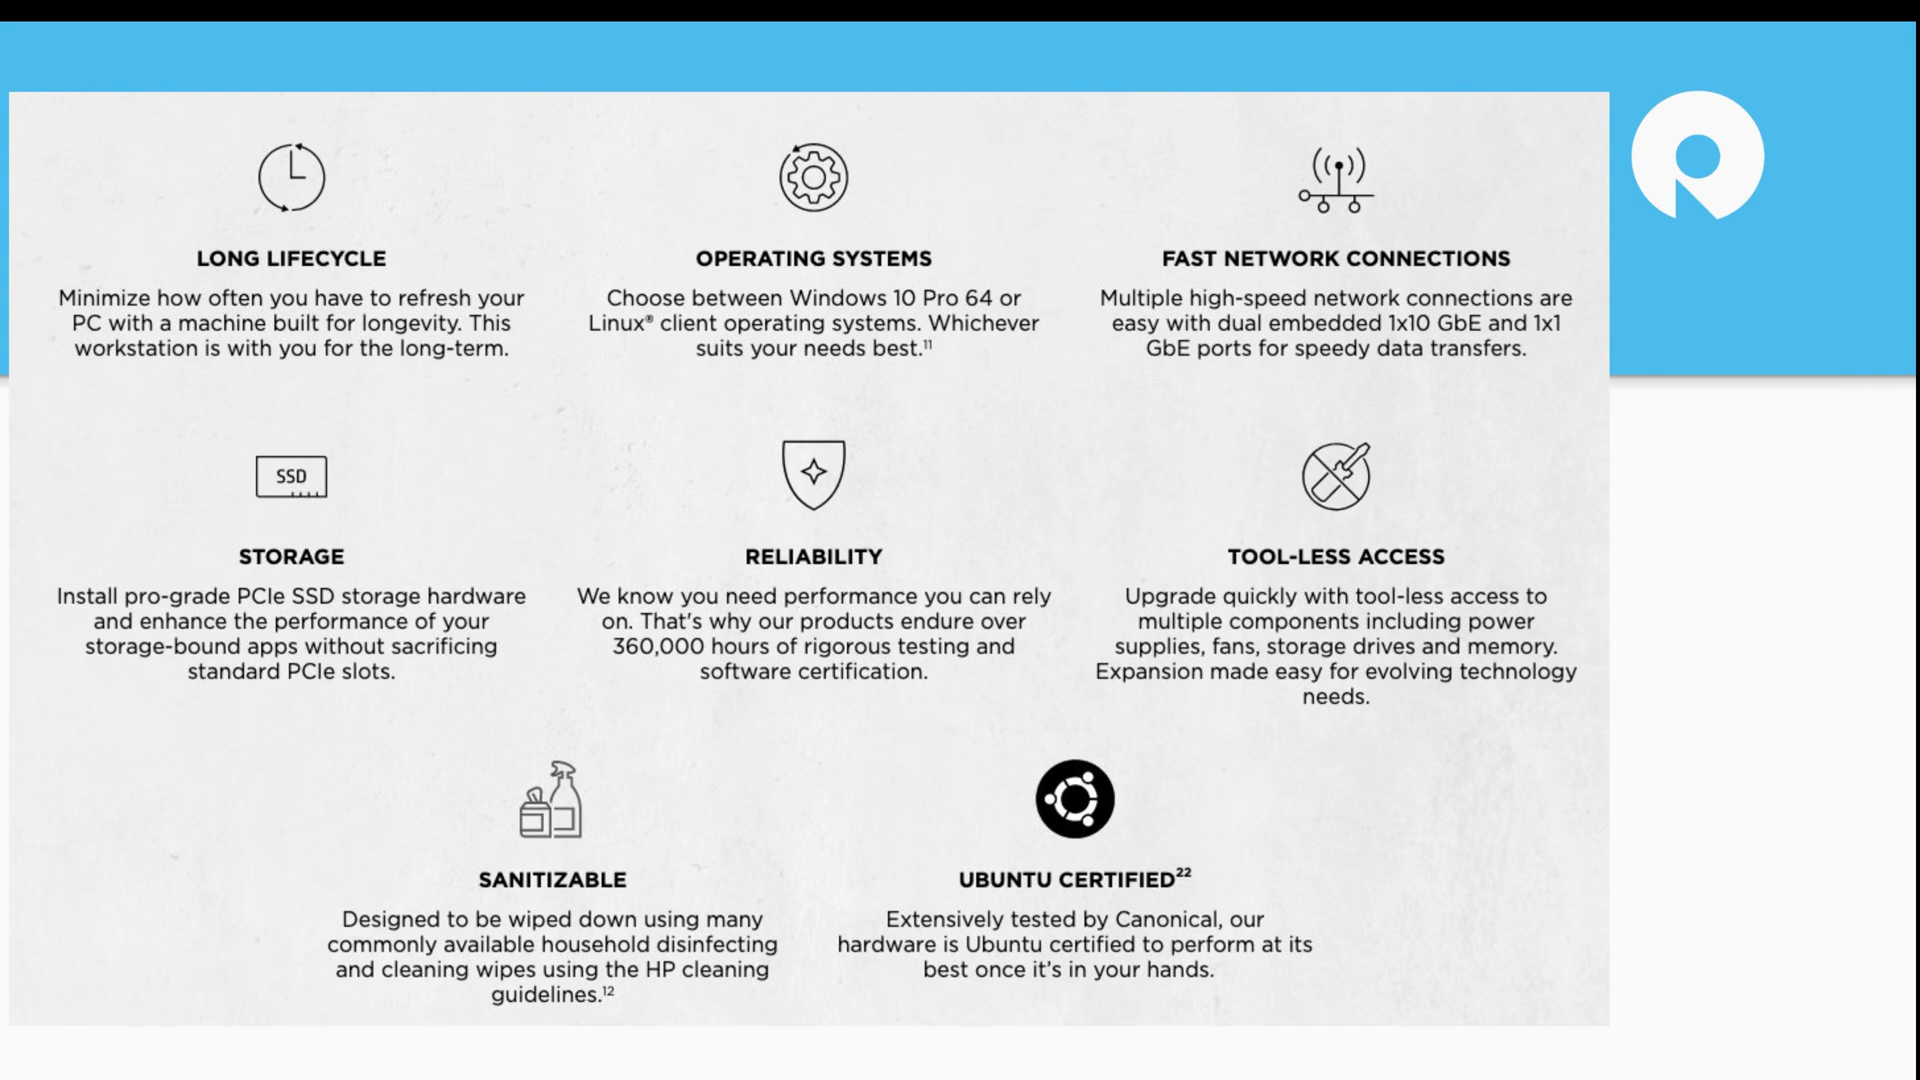 LONG LIFECYCLE
Minimize how often you have to refresh your
PC with a machine built for longevity. This
workstation is with you for the long-term.
OPERATING SYSTEMS
Choose between Windows 10 Pro 64 or
Linux® client operating systems. Whichever
suits your needs best.¹¹
FAST NETWORK CONNECTIONS
Multiple high-speed network connections are
easy with dual embedded 1x10 GbE and 1x1
GbE ports for speedy data transfers.
SSD
STORAGE
Install pro-grade PCIe SSD storage hardware
and enhance the performance of your
storage-bound apps without sacrificing
standard PCIe slots.
RELIABILITY
We know you need performance you can rely
on. That's why our products endure over
360,000 hours of rigorous testing and
software certification.
TOOL-LESS ACCESS
Upgrade quickly with tool-less access to
multiple components including power
supplies, fans, storage drives and memory.
Expansion made easy for evolving technology
needs.
SANITIZABLE
Designed to be wiped down using many
commonly available household disinfecting
and cleaning wipes using the HP cleaning
guidelines.¹²
UBUNTU CERTIFIED²²
Extensively tested by Canonical, our
hardware is Ubuntu certified to perform at its
best once it's in your hands.